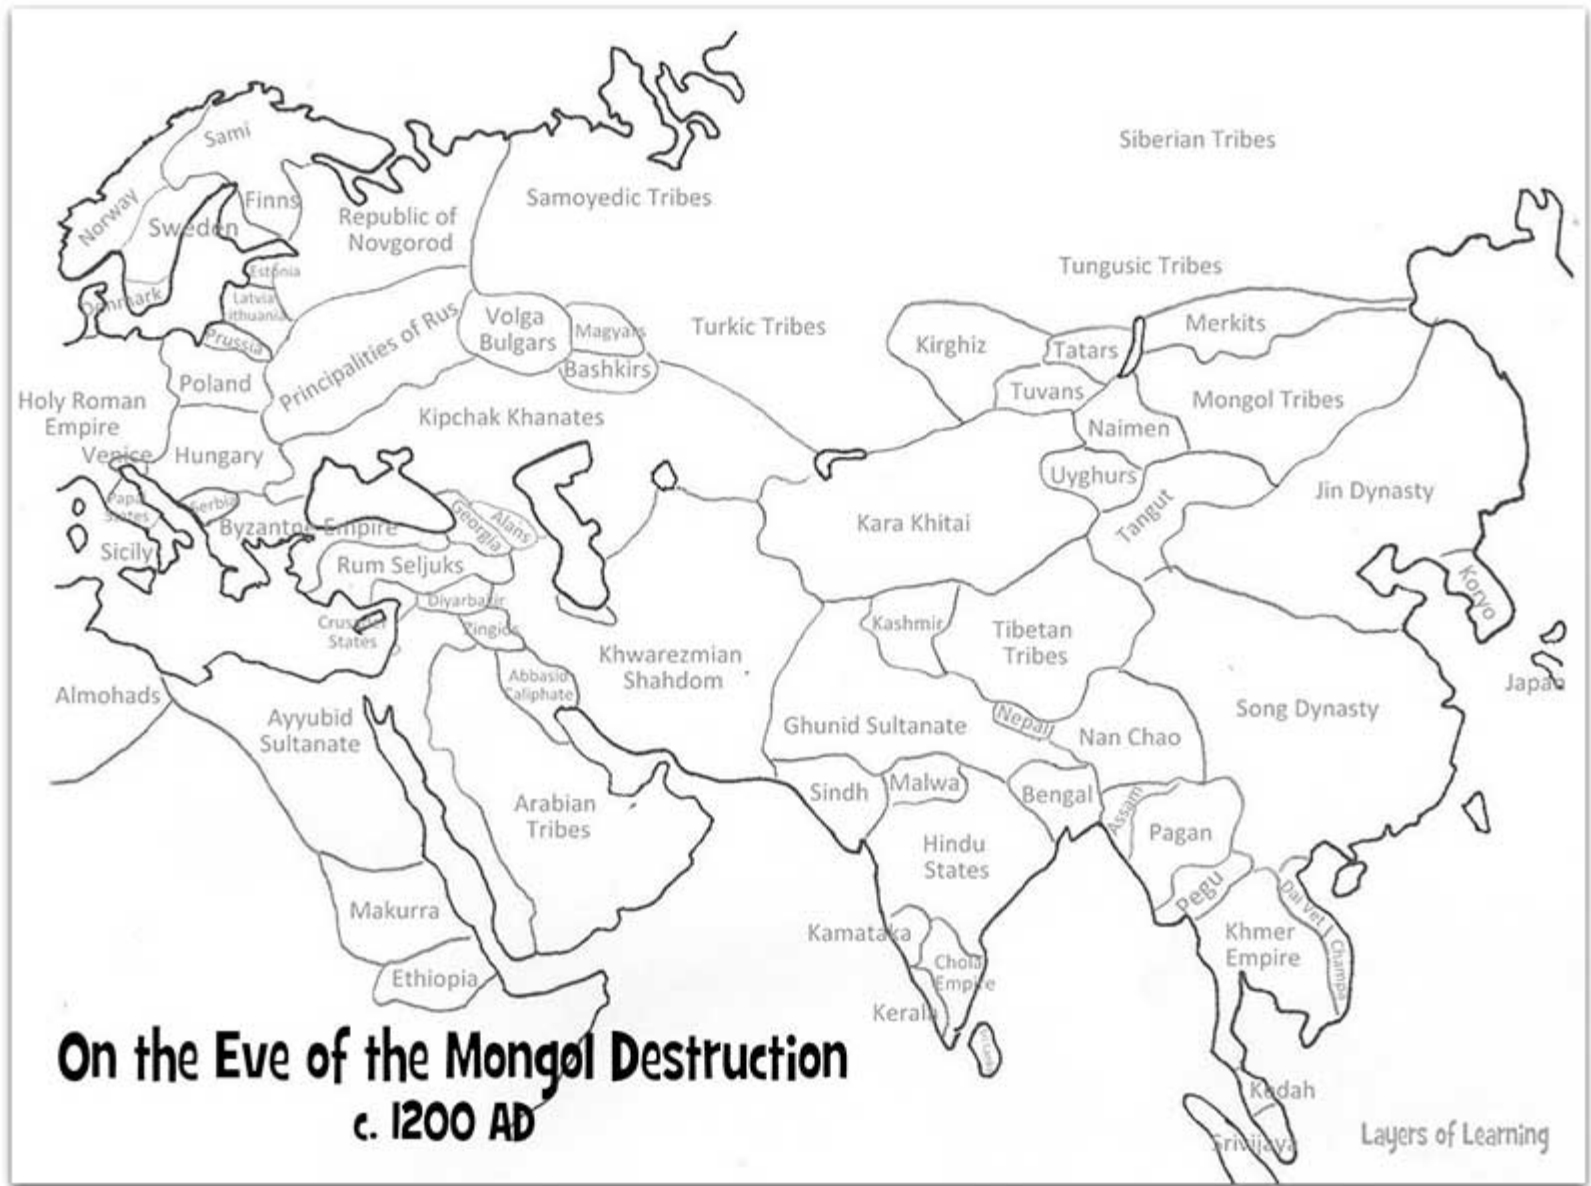 Siberian Tribes
Sami
Samoyedic Tribes
Norway
Finns
Sweden
Republic of
Novgorod
Tungusic Tribes
Estonia
Denmark
Latvia
Lithuania
Prussia
Principalities of Rus
Volga
Bulgars
Magyars
Turkic Tribes
Merkits
Kirghiz
Tatars
Bashkirs
Poland
Tuvans
Holy Roman
Empire
Mongol Tribes
Kipchak Khanates
Naimen
Venice
Hungary
Uyghurs
Jin Dynasty
Papal
States
Serbia
Byzantne Empire
Georgia
Alans
Kara Khitai
Tangut
Sicily
Rum Seljuks
Koryo
Diyarbakir
Crusader
States
Zingids
Kashmir
Tibetan
Tribes
Khwarezmian
Shahdom
Abbasid
Caliphate
Japan
Almohads
Ayyubid
Sultanate
Ghunid Sultanate
Nepal
Nan Chao
Song Dynasty
Sindh
Malwa
Bengal
Assam
Arabian
Tribes
Pagan
Hindu
States
Pegu
Dai Vet
Makurra
Kamataka
Khmer
Empire
Champa
Chola
Empire
Ethiopia
Kerala
Sri Lanka
On the Eve of the Mongol Destruction
c. 1200 AD
Kedah
Srivijaya
Layers of Learning